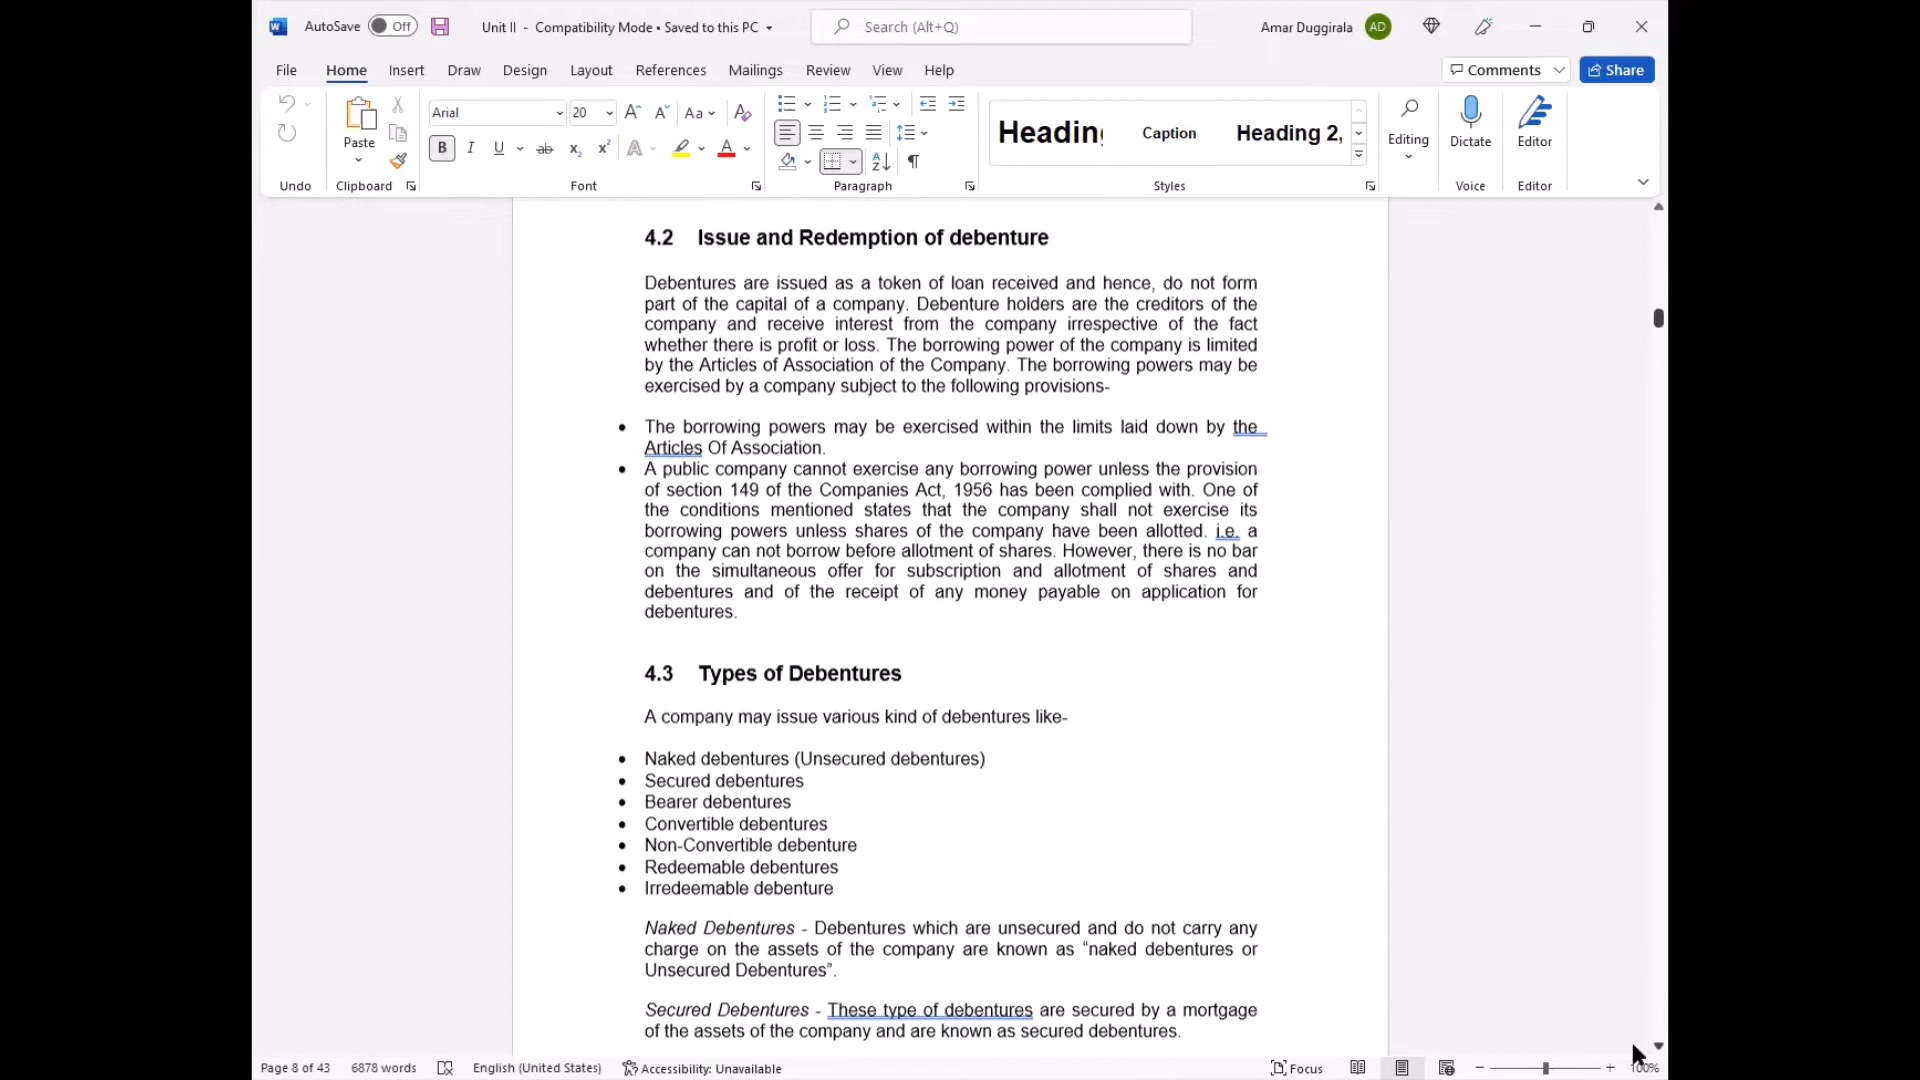 AutoSave Off Unit II - Compatibility Mode • Saved to this PC Search (Alt+Q) Amar Duggirala AD
File Home Insert Draw Design Layout References Mailings Review View Help Comments Share
Paste Arial 20 Aa Heading Caption Heading 2, Editing Dictate Editor
B I U ab x₂ x² A A
Undo Clipboard Font Paragraph Styles Voice Editor
4.2 Issue and Redemption of debenture
Debentures are issued as a token of loan received and hence, do not form
part of the capital of a company. Debenture holders are the creditors of the
company and receive interest from the company irrespective of the fact
whether there is profit or loss. The borrowing power of the company is limited
by the Articles of Association of the Company. The borrowing powers may be
exercised by a company subject to the following provisions-
• The borrowing powers may be exercised within the limits laid down by the
Articles Of Association.
• A public company cannot exercise any borrowing power unless the provision
of section 149 of the Companies Act, 1956 has been complied with. One of
the conditions mentioned states that the company shall not exercise its
borrowing powers unless shares of the company have been allotted. i.e. a
company can not borrow before allotment of shares. However, there is no bar
on the simultaneous offer for subscription and allotment of shares and
debentures and of the receipt of any money payable on application for
debentures.
4.3 Types of Debentures
A company may issue various kind of debentures like-
• Naked debentures (Unsecured debentures)
• Secured debentures
• Bearer debentures
• Convertible debentures
• Non-Convertible debenture
• Redeemable debentures
• Irredeemable debenture
Naked Debentures - Debentures which are unsecured and do not carry any
charge on the assets of the company are known as “naked debentures or
Unsecured Debentures”.
Secured Debentures - These type of debentures are secured by a mortgage
of the assets of the company and are known as secured debentures.
Page 8 of 43 6878 words English (United States) Accessibility: Unavailable Focus 100%